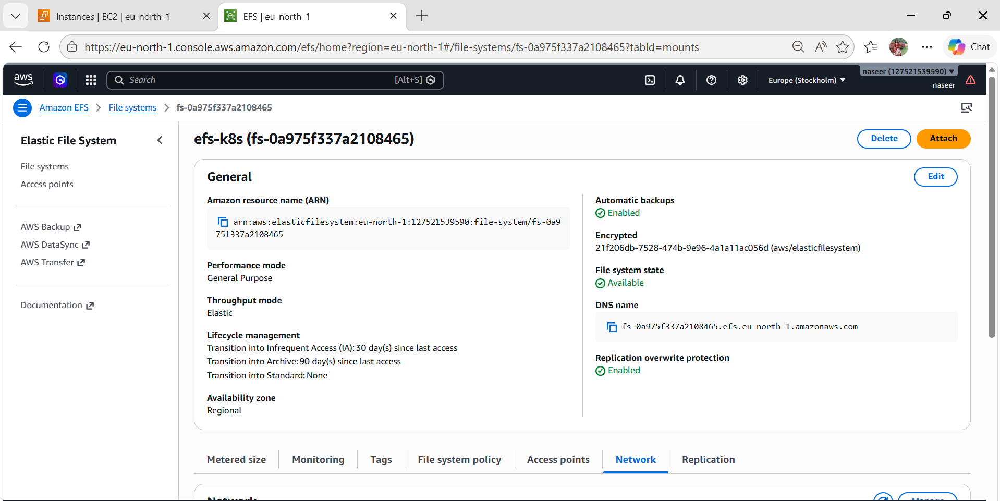 Instances | EC2 | eu-north-1
EFS | eu-north-1
https://eu-north-1.console.aws.amazon.com/efs/home?region=eu-north-1#/file-systems/fs-0a975f337a2108465?tabId=mounts
Chat
aws
Search
[Alt+S]
Europe (Stockholm)
naseer (127521539590)
naseer
Amazon EFS
File systems
fs-0a975f337a2108465
Elastic File System
File systems
Access points
AWS Backup
AWS DataSync
AWS Transfer
Documentation
efs-k8s (fs-0a975f337a2108465)
Delete
Attach
General
Edit
Amazon resource name (ARN)
arn:aws:elasticfilesystem:eu-north-1:127521539590:file-system/fs-0a9
75f337a2108465
Performance mode
General Purpose
Throughput mode
Elastic
Lifecycle management
Transition into Infrequent Access (IA): 30 day(s) since last access
Transition into Archive: 90 day(s) since last access
Transition into Standard: None
Availability zone
Regional
Automatic backups
Enabled
Encrypted
21f206db-7528-474b-9e96-4a1a11ac056d (aws/elasticfilesystem)
File system state
Available
DNS name
fs-0a975f337a2108465.efs.eu-north-1.amazonaws.com
Replication overwrite protection
Enabled
Metered size
Monitoring
Tags
File system policy
Access points
Network
Replication
Network
Manage